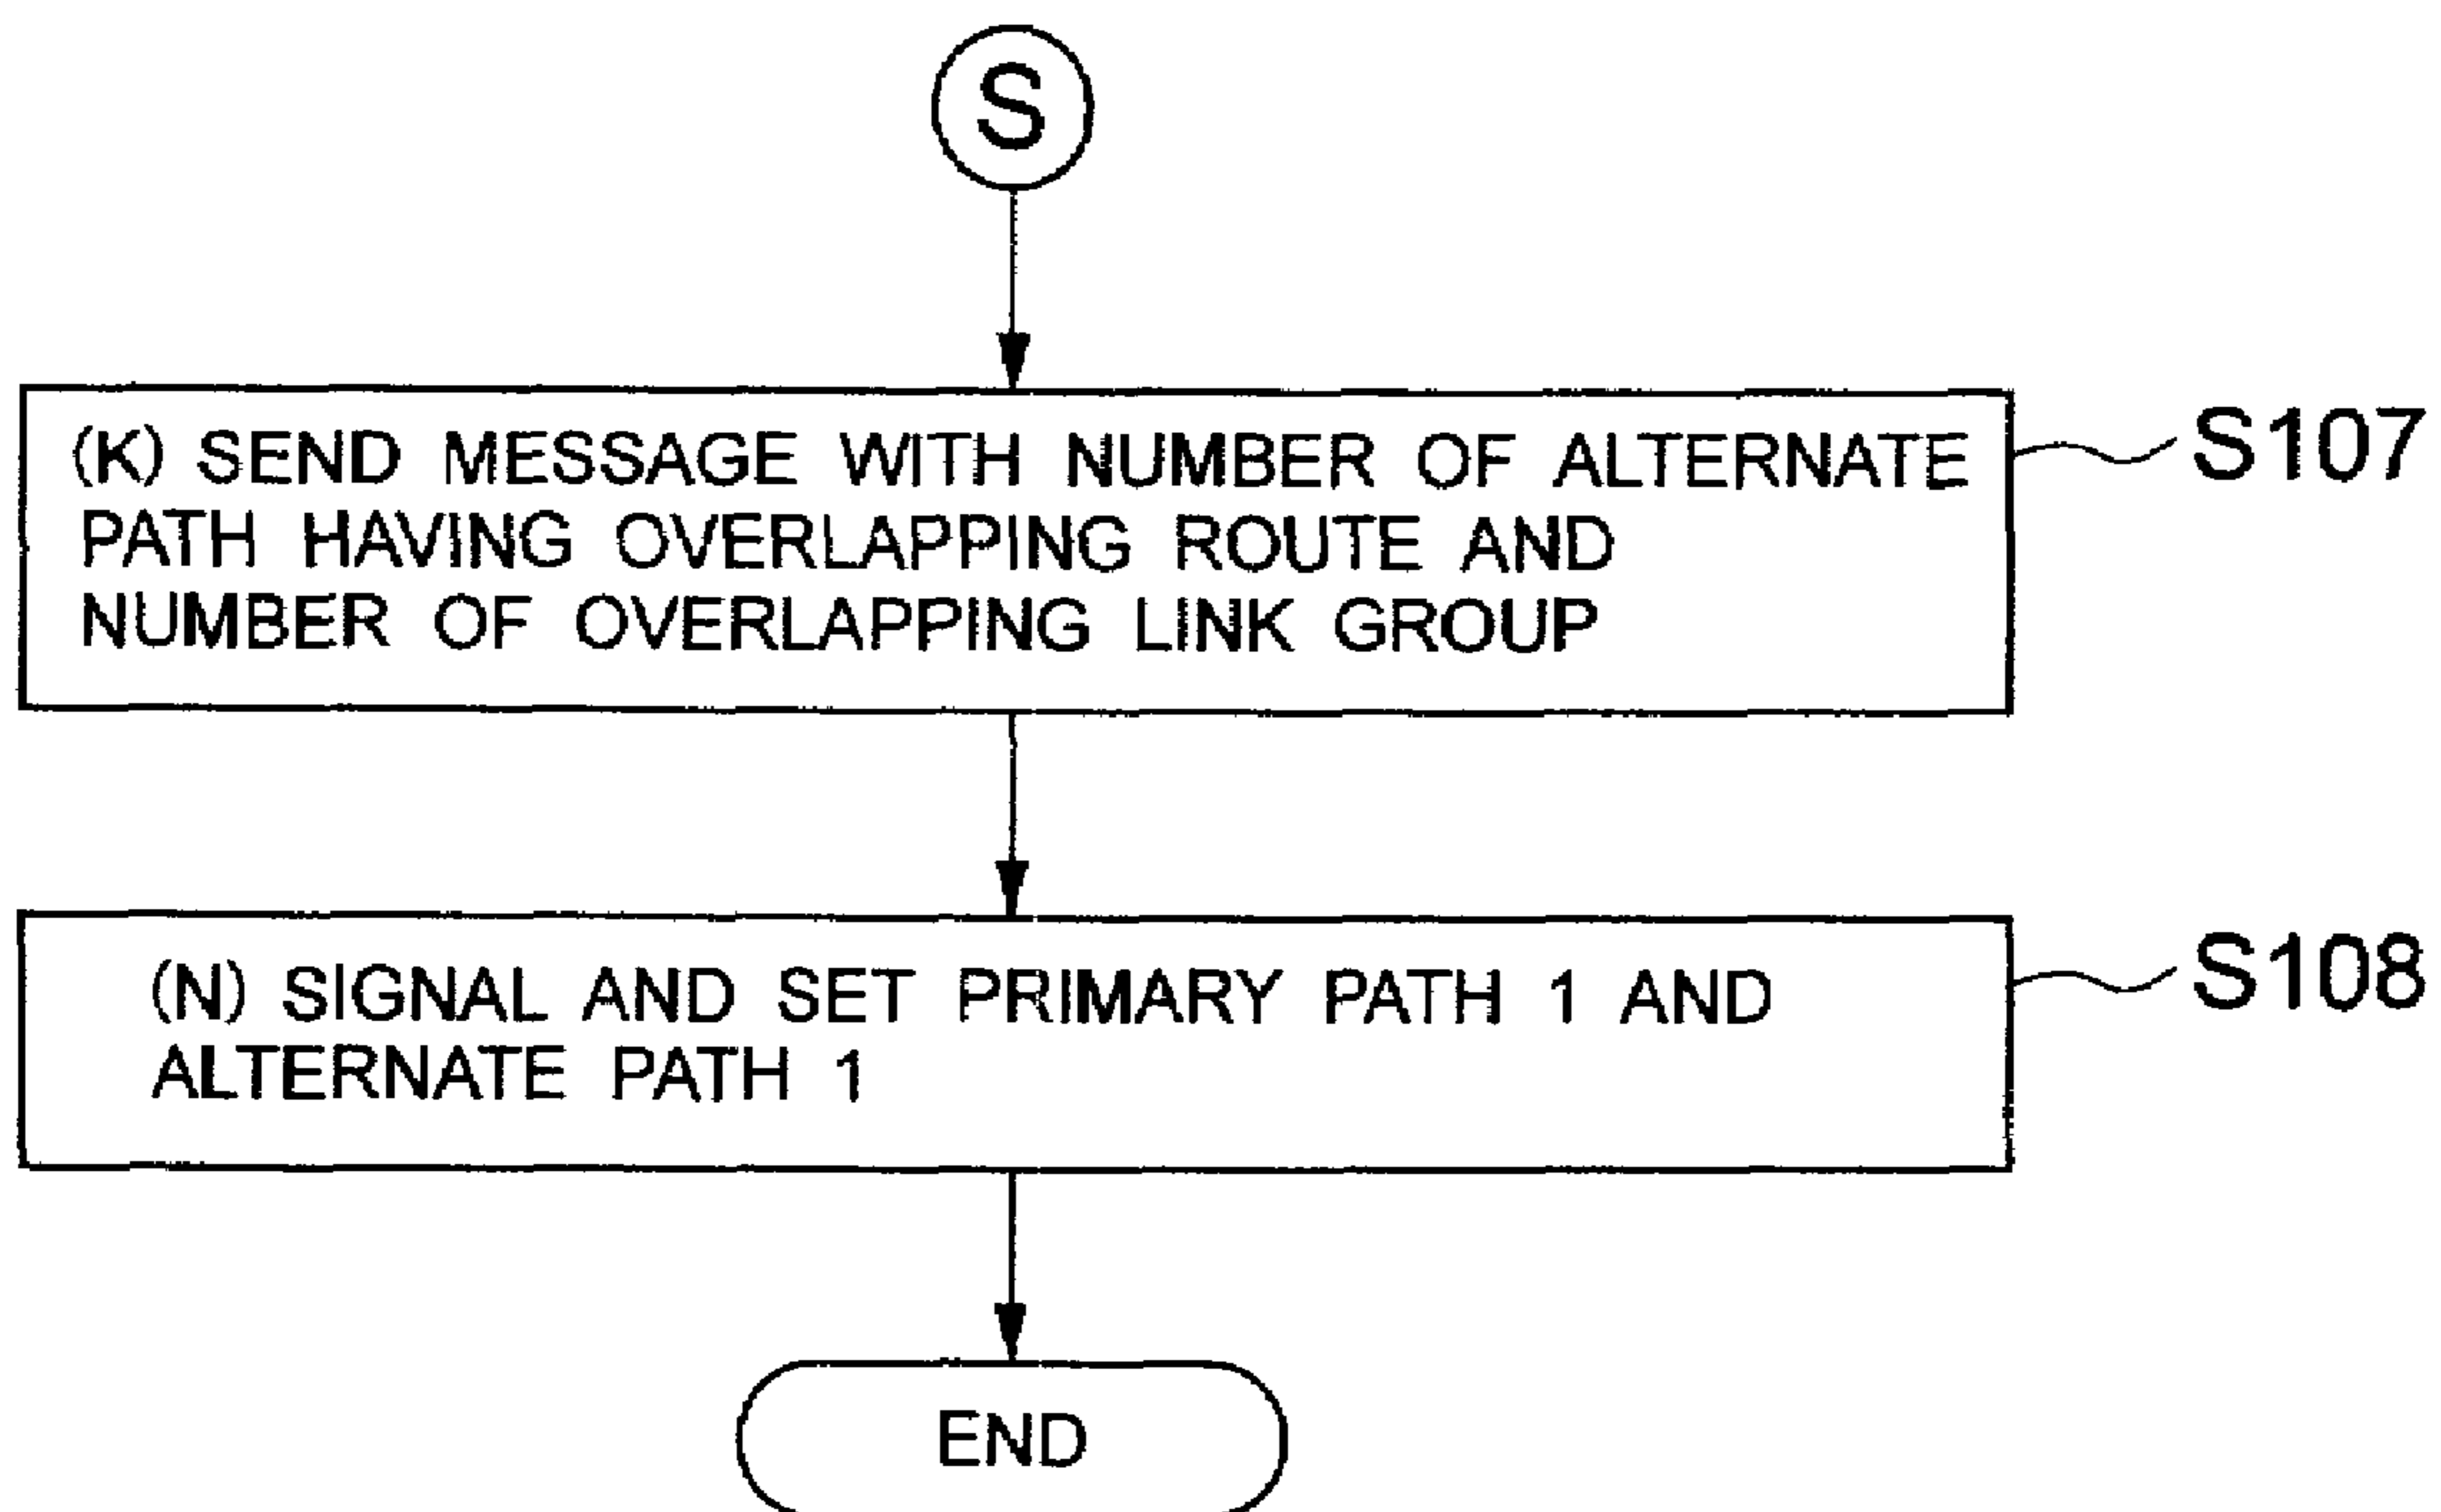 S
(K) SEND MESSAGE WITH NUMBER OF ALTERNATE
PATH HAVING OVERLAPPING ROUTE AND
NUMBER OF OVERLAPPING LINK GROUP
S107
(N) SIGNAL AND SET PRIMARY PATH 1 AND
ALTERNATE PATH 1
S108
END